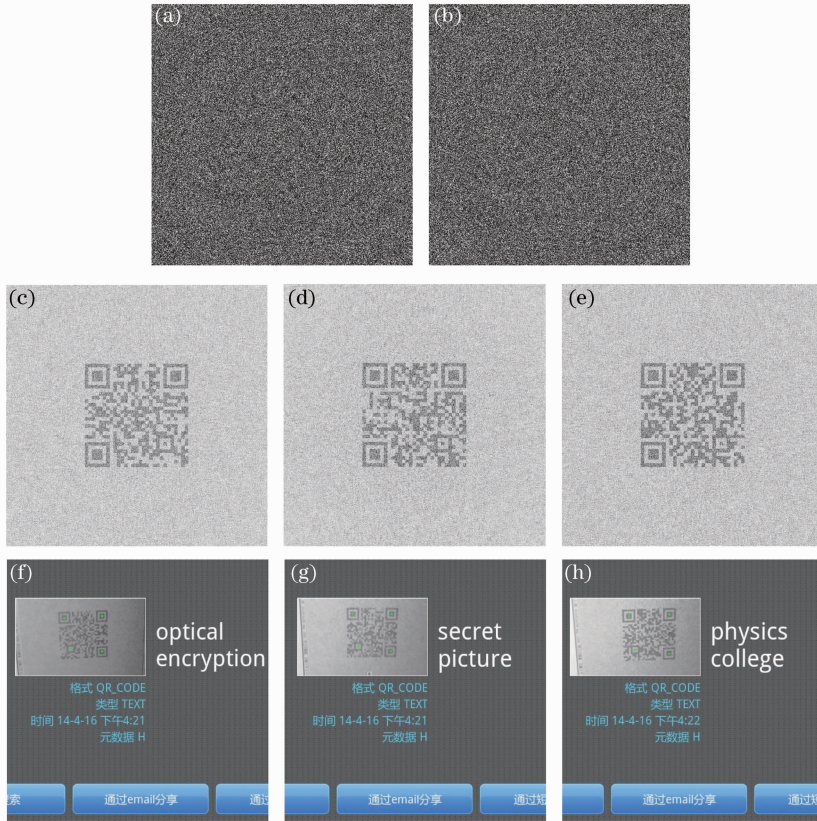 (a)
(b)
(c)
(d)
(e)
(f)
optical
encryption
格式 QR_CODE
类型 TEXT
时间 14-4-16 下午4:21
元数据 H
索
通过email分享
通过
(g)
secret
picture
格式 QR_CODE
类型 TEXT
时间 14-4-16 下午4:21
元数据 H
通过email分享
通过短
(h)
physics
college
格式 QR_CODE
类型 TEXT
时间 14-4-16 下午4:22
元数据 H
通过email分享
通过短